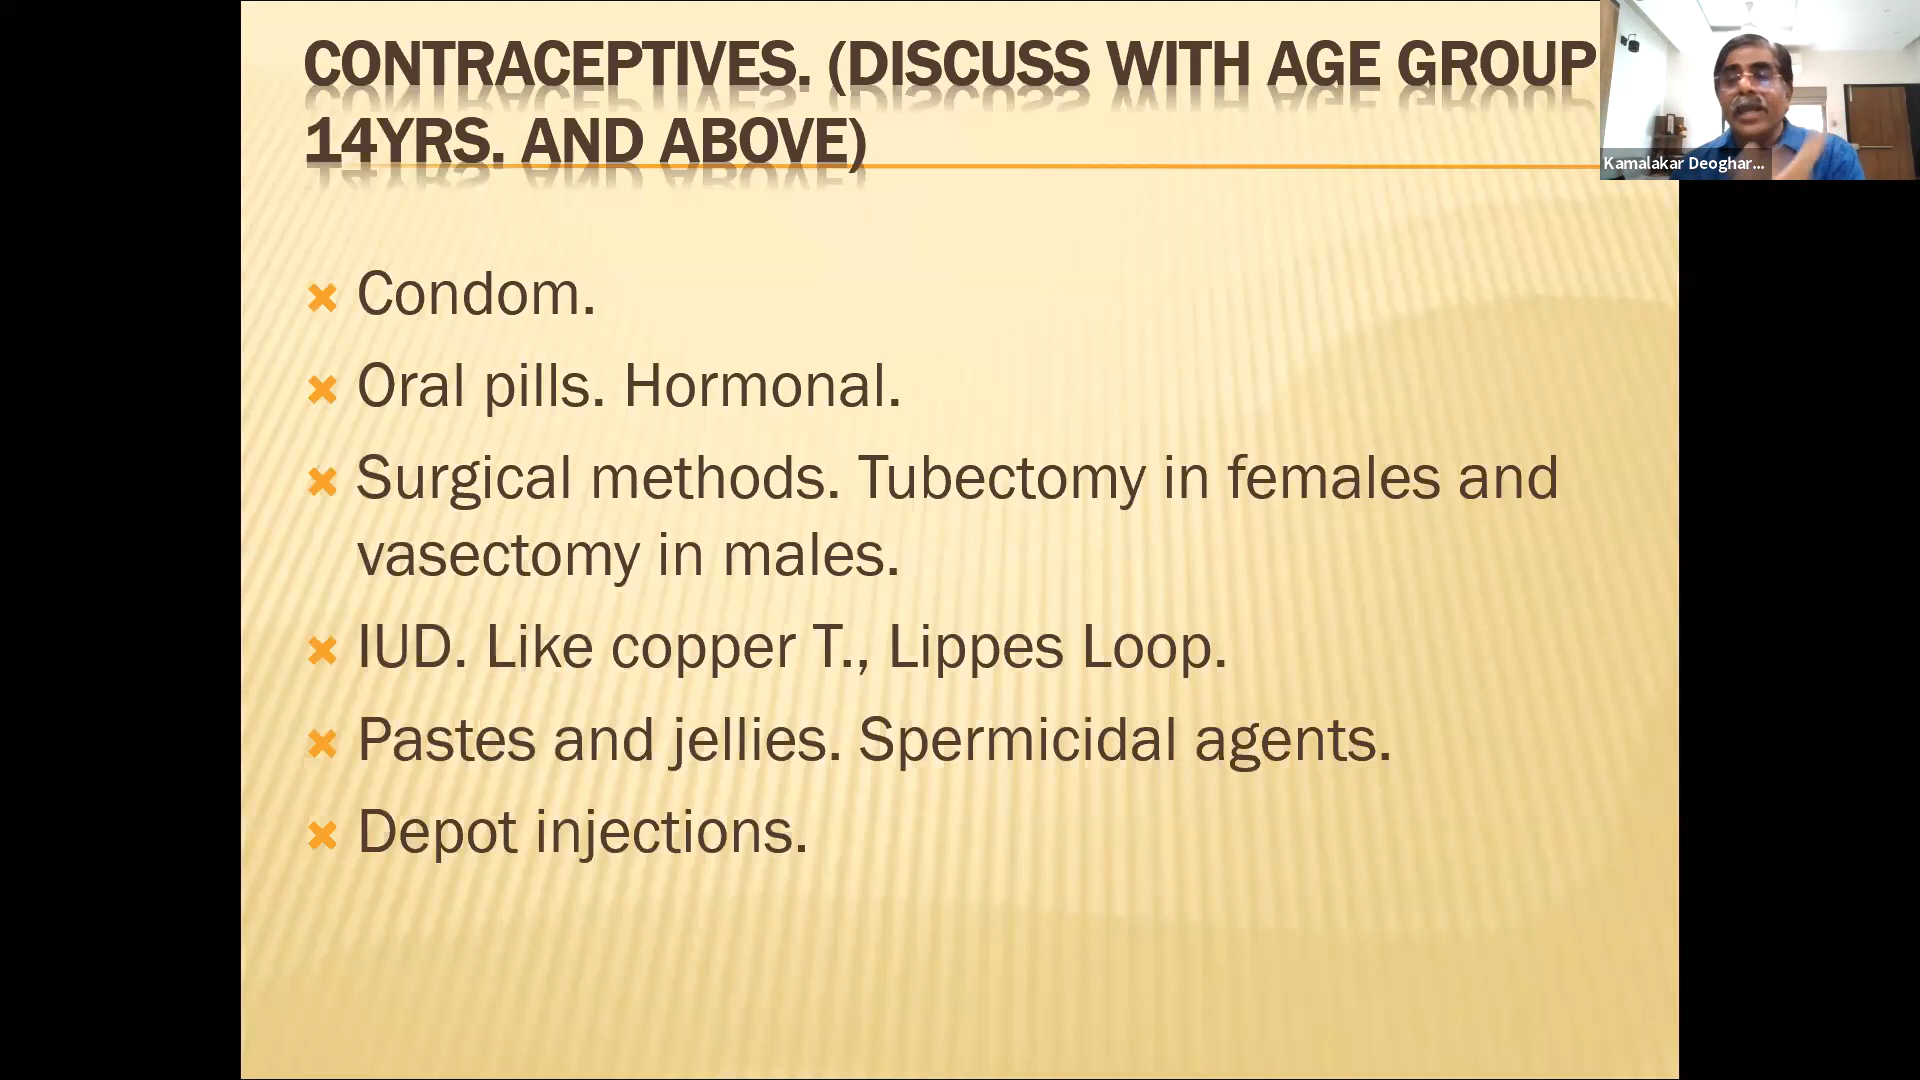 CONTRACEPTIVES. (DISCUSS WITH AGE GROUP
14YRS. AND ABOVE)
Kamalakar Deoghar...
Condom.
Oral pills. Hormonal.
Surgical methods. Tubectomy in females and
vasectomy in males.
IUD. Like copper T., Lippes Loop.
Pastes and jellies. Spermicidal agents.
Depot injections.